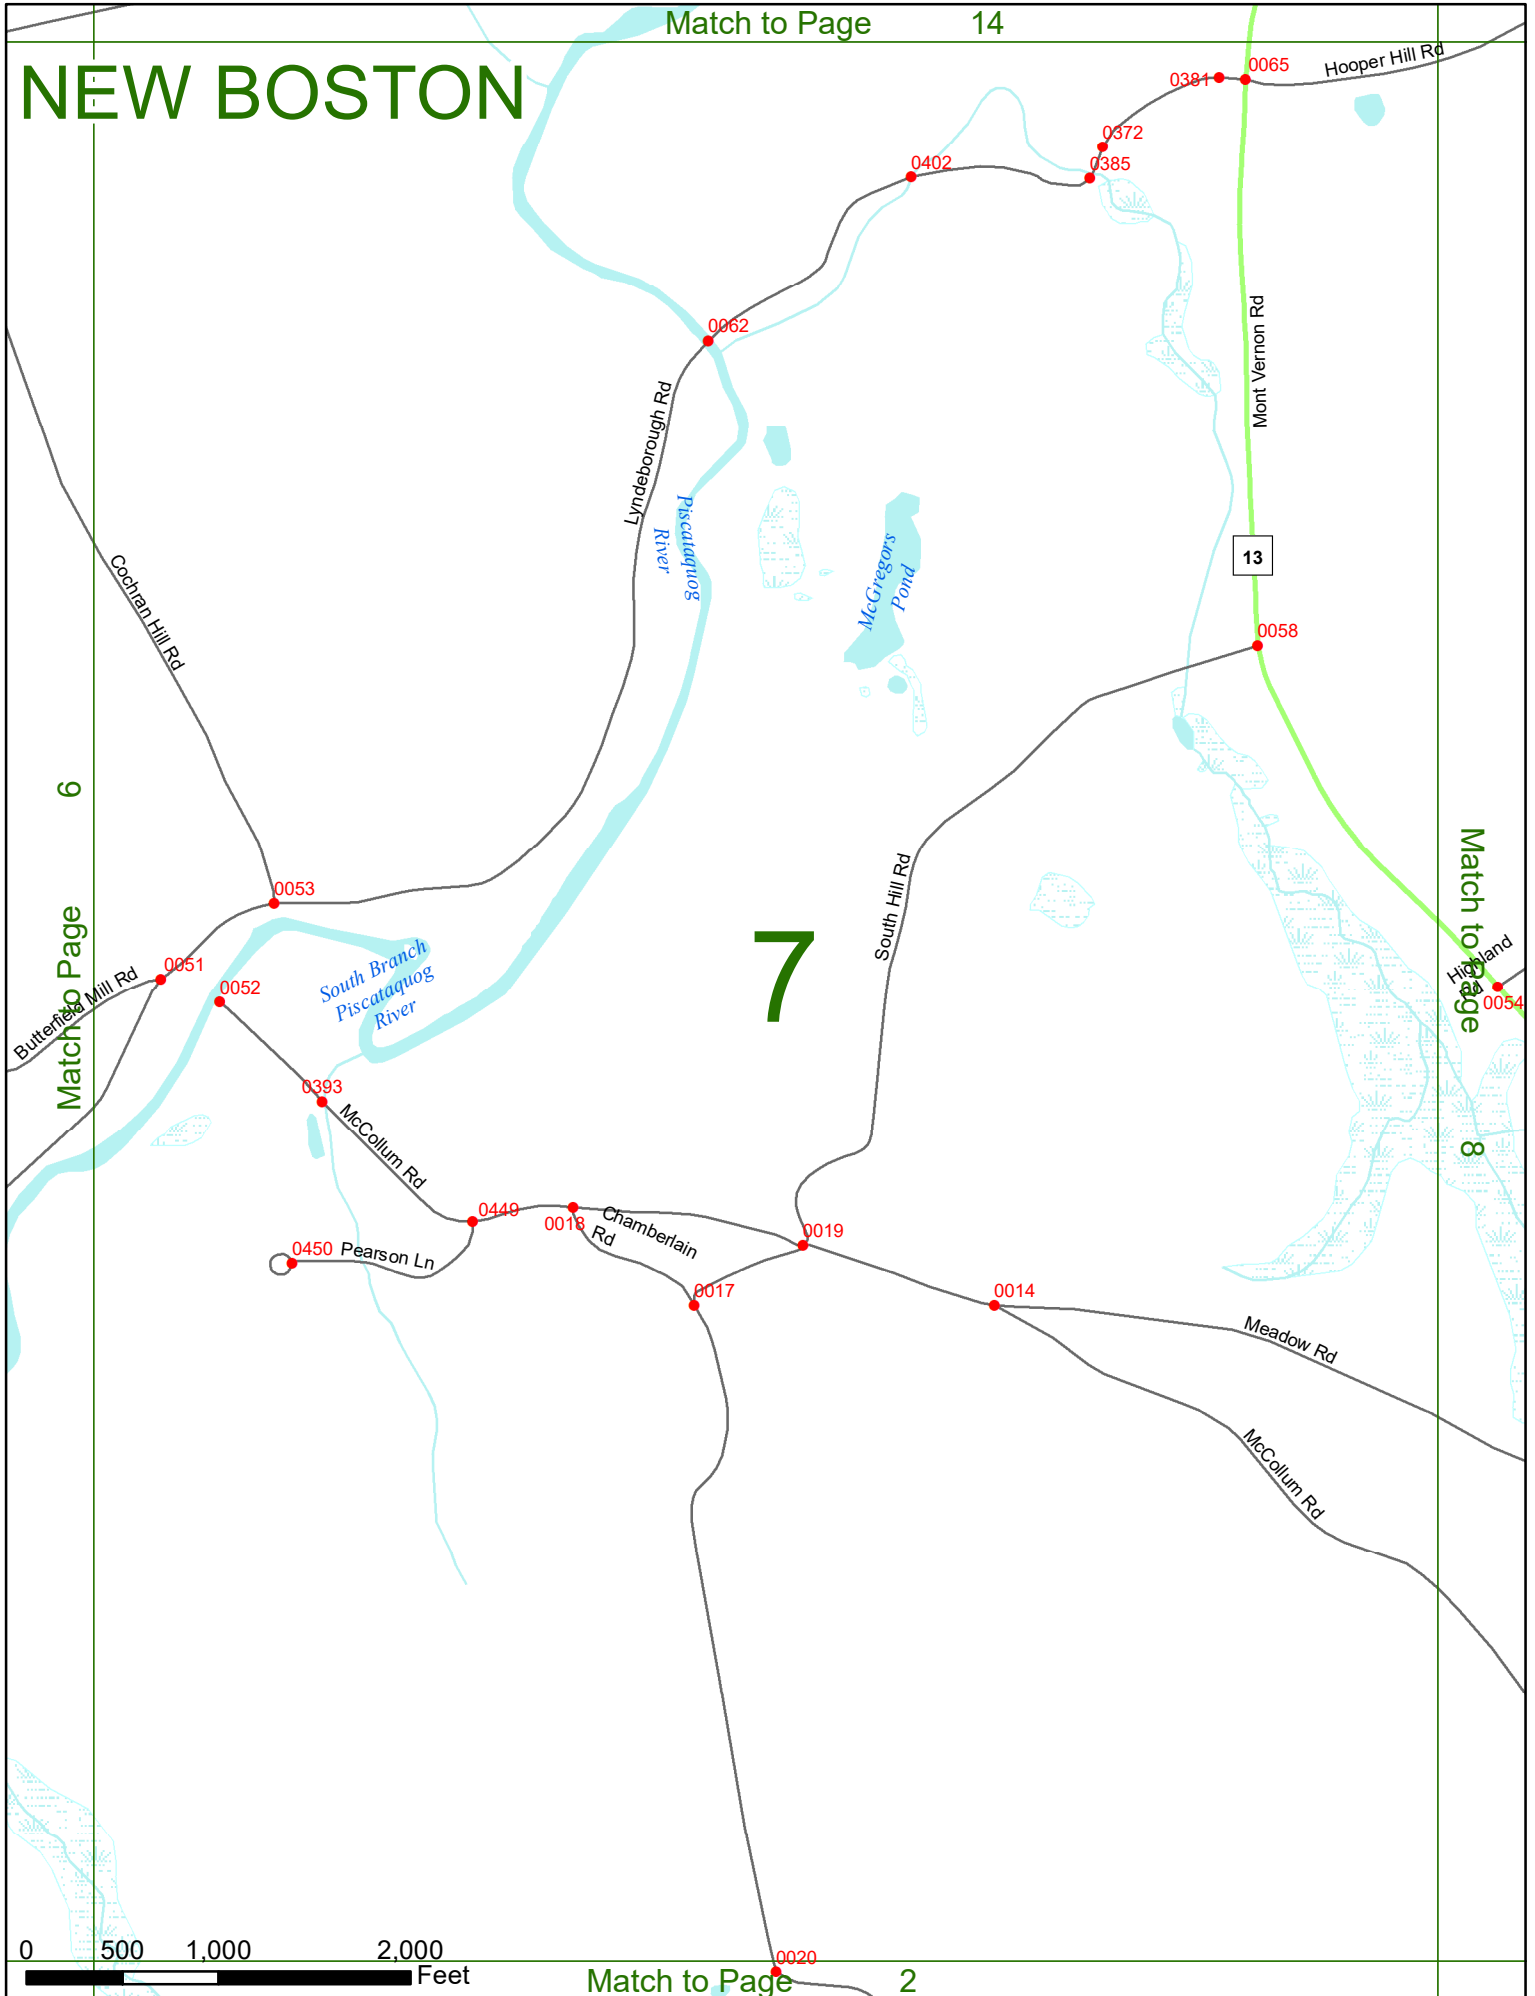 Match to Page 14
NEW BOSTON
0381
0065
Hooper Hill Rd
0372
0402
0385
Mont Vernon Rd
0062
Lyndeborough Rd
Piscataquog
River
McGregors
Pond
13
Cochran Hill Rd
0058
Match to Page 6
Match to Page 8
South Hill Rd
0053
7
South Branch
Piscataquog
River
0051
Butterfield Mill Rd
0052
Highland
Rd
0054
0393
McCollum Rd
0449
0018
Chamberlain
Rd
0019
0450
Pearson Ln
0017
0014
Meadow Rd
McCollum Rd
0 500 1,000 2,000
Feet
0020
Match to Page 2